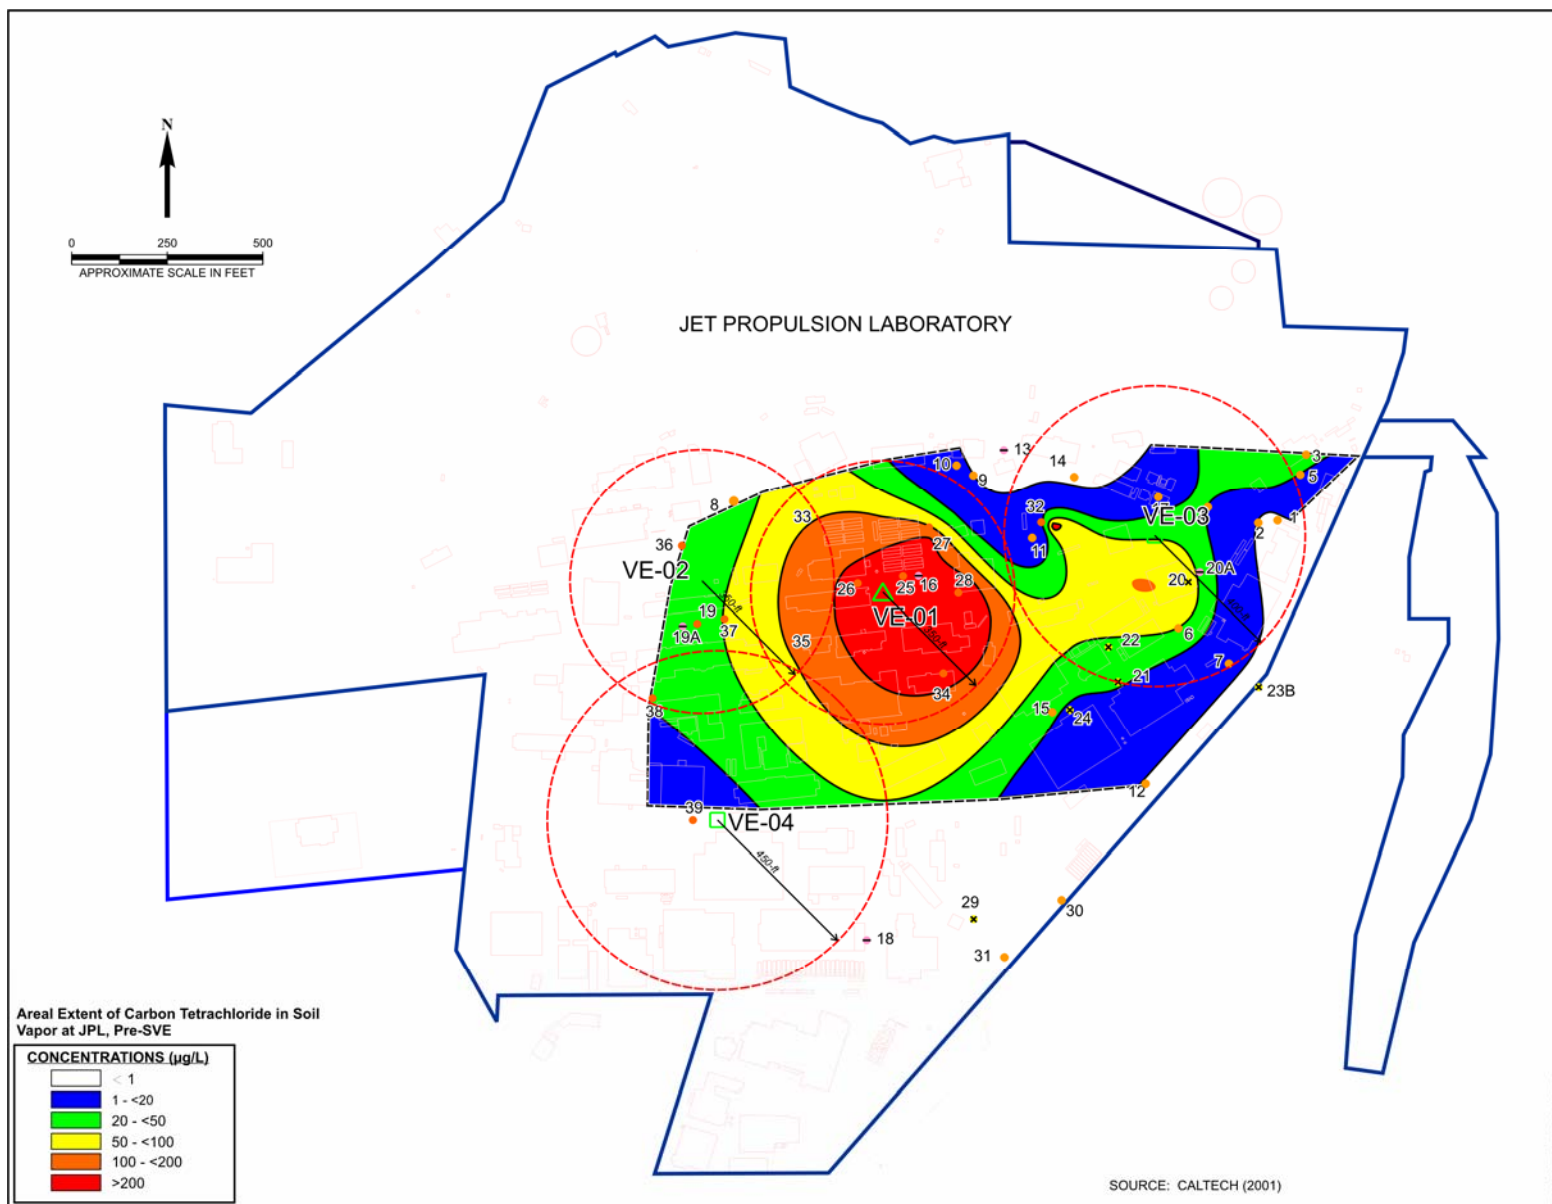 N
0 250 500
APPROXIMATE SCALE IN FEET
JET PROPULSION LABORATORY
13
10
9
14
3
5
8
33
32
VE-03
1
2
36
27
11
VE-02
26
25
16
28
20
20A
VE-01
350-ft
19
19A
37
35
6
22
7
34
21
23B
38
15
24
12
39
VE-04
450-ft
29
30
18
31
Areal Extent of Carbon Tetrachloride in Soil
Vapor at JPL, Pre-SVE
CONCENTRATIONS (µg/L)
< 1
1 - <20
20 - <50
50 - <100
100 - <200
>200
SOURCE: CALTECH (2001)